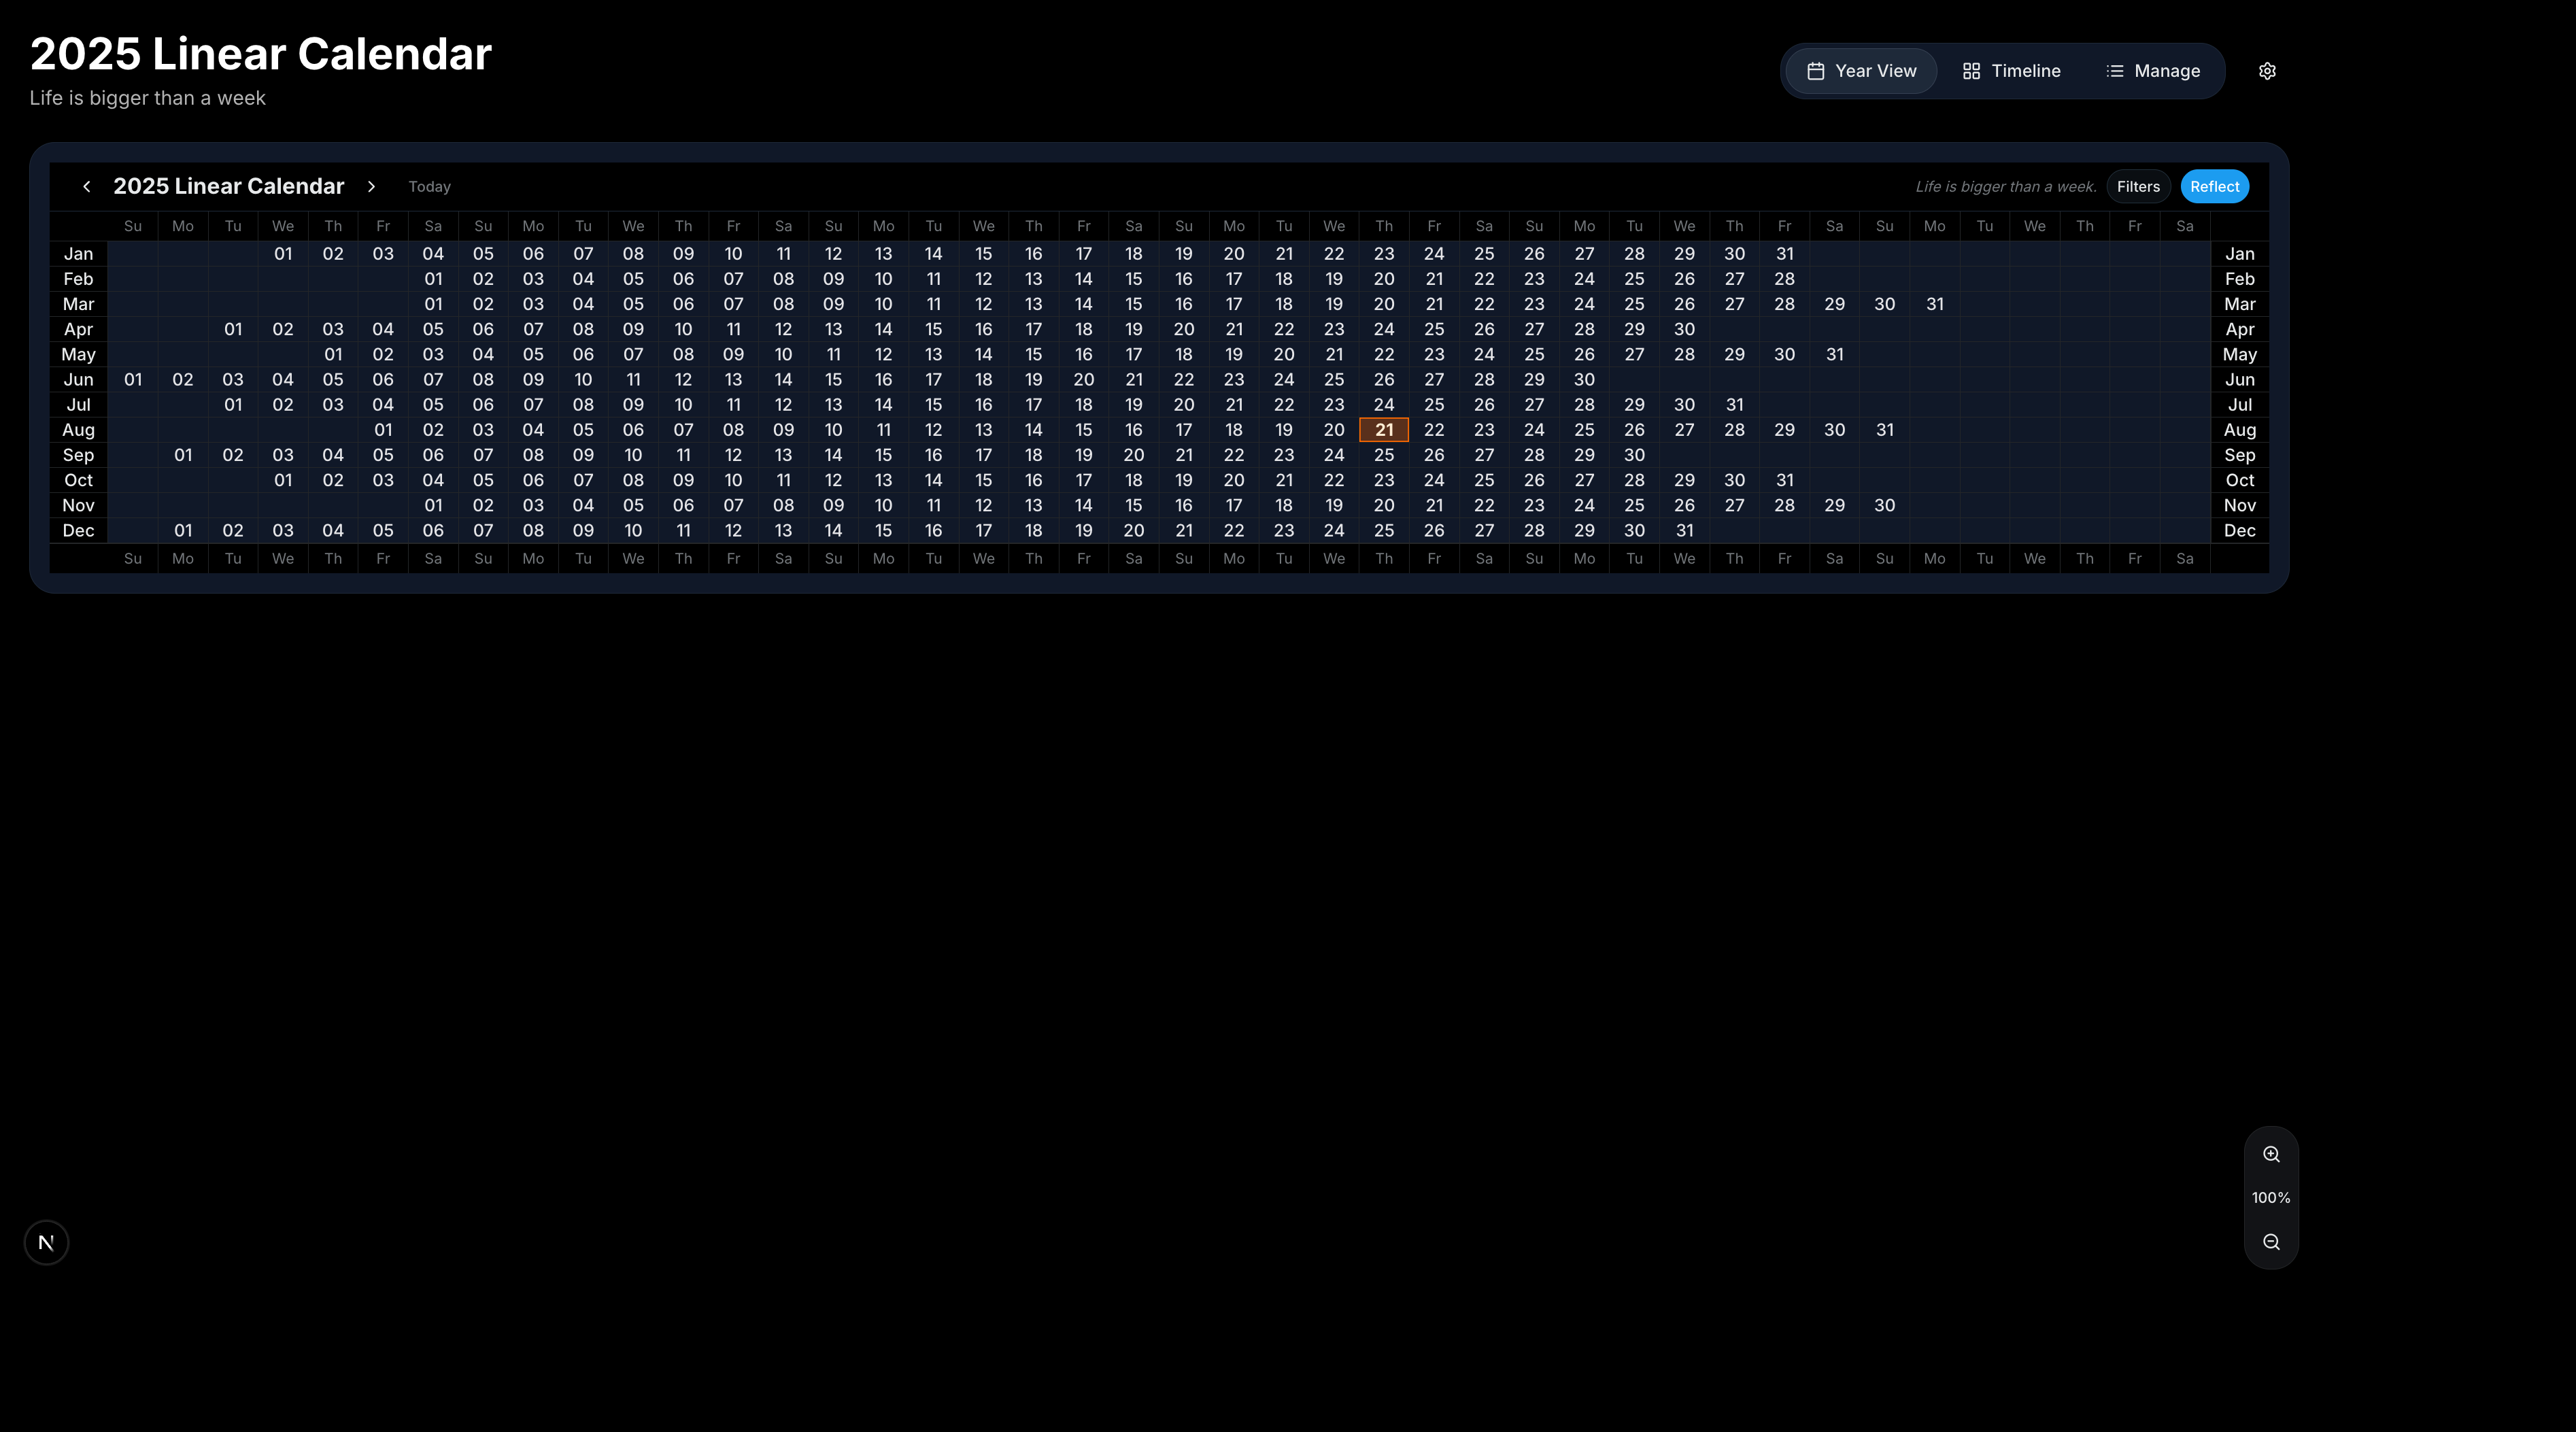 2025 Linear Calendar
Life is bigger than a week
Year View Timeline Manage
2025 Linear Calendar Today Life is bigger than a week. Filters Reflect
Su Mo Tu We Th Fr Sa Su Mo Tu We Th Fr Sa Su Mo Tu We Th Fr Sa Su Mo Tu We Th Fr Sa Su Mo Tu We Th Fr Sa Su Mo Tu We Th Fr Sa
Jan 01 02 03 04 05 06 07 08 09 10 11 12 13 14 15 16 17 18 19 20 21 22 23 24 25 26 27 28 29 30 31 Jan
Feb 01 02 03 04 05 06 07 08 09 10 11 12 13 14 15 16 17 18 19 20 21 22 23 24 25 26 27 28 Feb
Mar 01 02 03 04 05 06 07 08 09 10 11 12 13 14 15 16 17 18 19 20 21 22 23 24 25 26 27 28 29 30 31 Mar
Apr 01 02 03 04 05 06 07 08 09 10 11 12 13 14 15 16 17 18 19 20 21 22 23 24 25 26 27 28 29 30 Apr
May 01 02 03 04 05 06 07 08 09 10 11 12 13 14 15 16 17 18 19 20 21 22 23 24 25 26 27 28 29 30 31 May
Jun 01 02 03 04 05 06 07 08 09 10 11 12 13 14 15 16 17 18 19 20 21 22 23 24 25 26 27 28 29 30 Jun
Jul 01 02 03 04 05 06 07 08 09 10 11 12 13 14 15 16 17 18 19 20 21 22 23 24 25 26 27 28 29 30 31 Jul
Aug 01 02 03 04 05 06 07 08 09 10 11 12 13 14 15 16 17 18 19 20 21 22 23 24 25 26 27 28 29 30 31 Aug
Sep 01 02 03 04 05 06 07 08 09 10 11 12 13 14 15 16 17 18 19 20 21 22 23 24 25 26 27 28 29 30 Sep
Oct 01 02 03 04 05 06 07 08 09 10 11 12 13 14 15 16 17 18 19 20 21 22 23 24 25 26 27 28 29 30 31 Oct
Nov 01 02 03 04 05 06 07 08 09 10 11 12 13 14 15 16 17 18 19 20 21 22 23 24 25 26 27 28 29 30 Nov
Dec 01 02 03 04 05 06 07 08 09 10 11 12 13 14 15 16 17 18 19 20 21 22 23 24 25 26 27 28 29 30 31 Dec
Su Mo Tu We Th Fr Sa Su Mo Tu We Th Fr Sa Su Mo Tu We Th Fr Sa Su Mo Tu We Th Fr Sa Su Mo Tu We Th Fr Sa Su Mo Tu We Th Fr Sa
100%
N